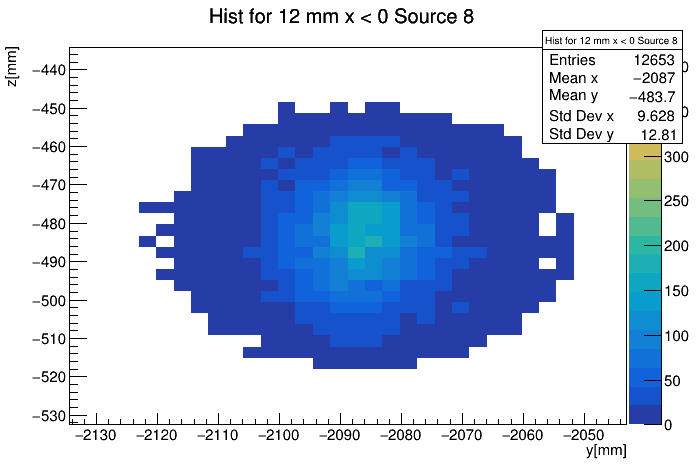 Hist for 12 mm x < 0 Source 8
Hist for 12 mm x < 0 Source 8
Entries 12653
Mean x −2087
Mean y −483.7
Std Dev x 9.628
Std Dev y 12.81
z[mm]
−440
−450
−460
−470
−480
−490
−500
−510
−520
−530
−2130 −2120 −2110 −2100 −2090 −2080 −2070 −2060 −2050
y[mm]
300
250
200
150
100
50
0